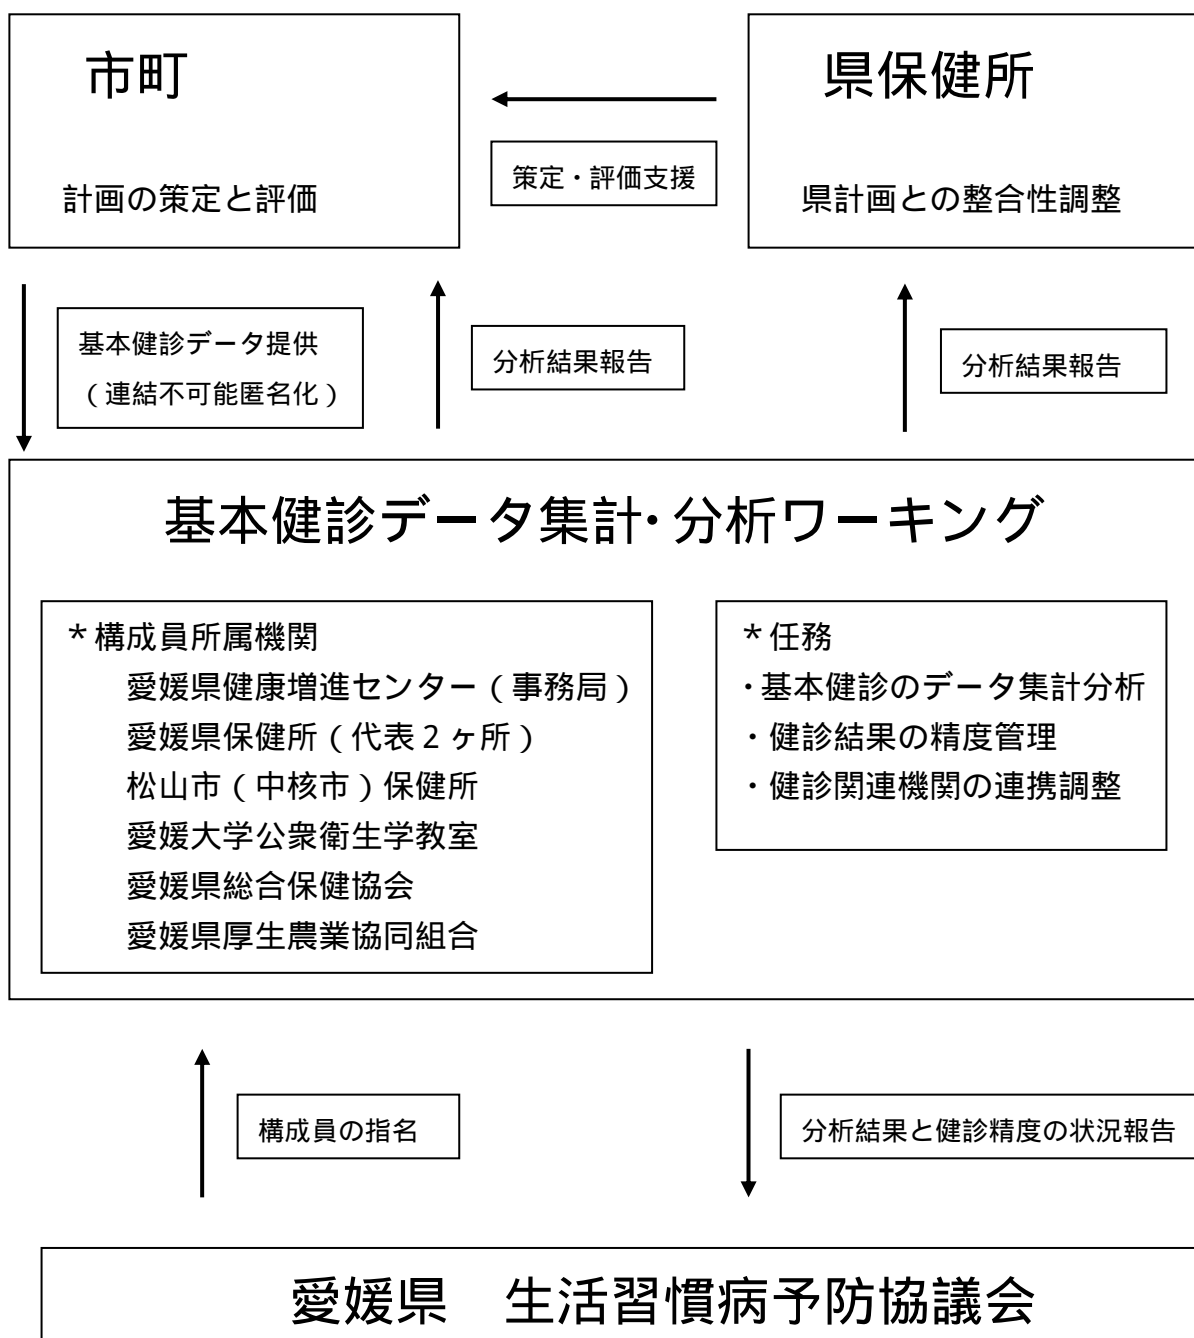 市町
計画の策定と評価
県保健所
県計画との整合性調整
策定・評価支援
基本健診データ提供
（連結不可能匿名化）
分析結果報告
分析結果報告
基本健診データ集計・分析ワーキング
＊構成員所属機関
愛媛県健康増進センター（事務局）
愛媛県保健所（代表２ヶ所）
松山市（中核市）保健所
愛媛大学公衆衛生学教室
愛媛県総合保健協会
愛媛県厚生農業協同組合
＊任務
・基本健診のデータ集計分析
・健診結果の精度管理
・健診関連機関の連携調整
構成員の指名
分析結果と健診精度の状況報告
愛媛県　生活習慣病予防協議会